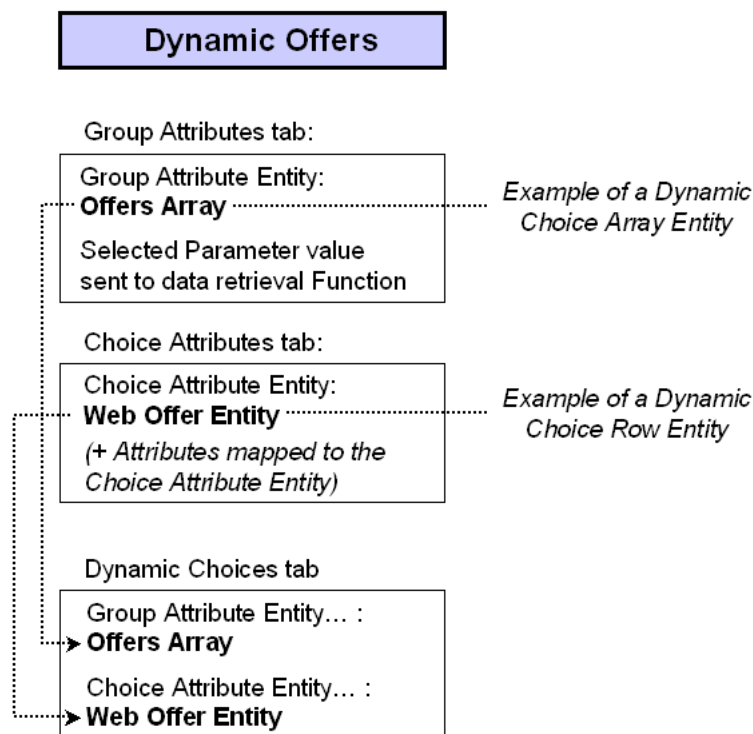 Dynamic Offers
Group Attributes tab:
Group Attribute Entity:
Offers Array
Example of a Dynamic
Choice Array Entity
Selected Parameter value
sent to data retrieval Function
Choice Attributes tab:
Choice Attribute Entity:
Web Offer Entity
Example of a Dynamic
Choice Row Entity
(+ Attributes mapped to the
Choice Attribute Entity)
Dynamic Choices tab
Group Attribute Entity... :
Offers Array
Choice Attribute Entity... :
Web Offer Entity